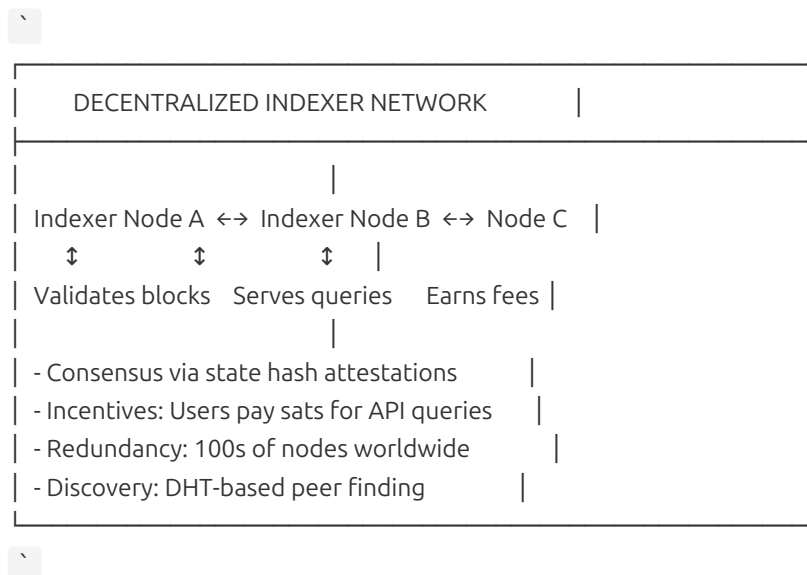 `
┌──────────────────────────────────────────────
│ DECENTRALIZED INDEXER NETWORK │
├──────────────────────────────────────────────
│ │
│ Indexer Node A ←→ Indexer Node B ←→ Node C │
│ ↕ ↕ ↕ │
│ Validates blocks Serves queries Earns fees │
│ │
│ - Consensus via state hash attestations │
│ - Incentives: Users pay sats for API queries │
│ - Redundancy: 100s of nodes worldwide │
│ - Discovery: DHT-based peer finding │
└──────────────────────────────────────────────
`